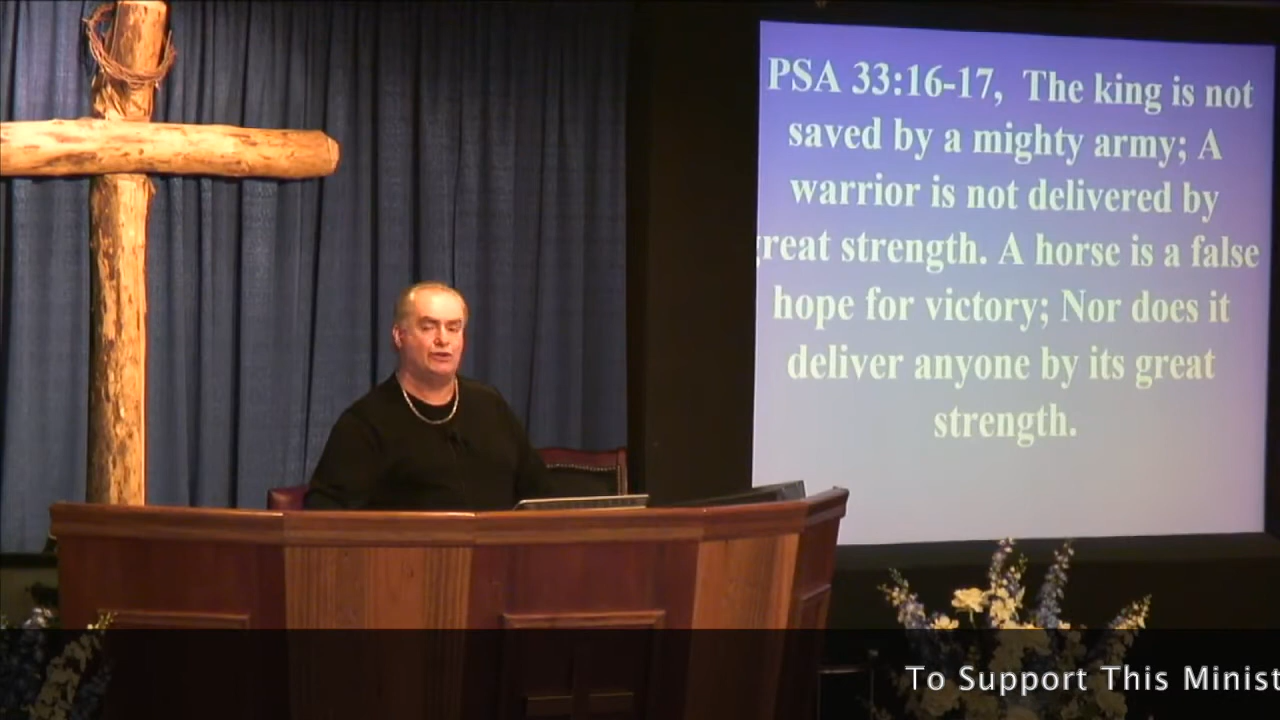 PSA 33:16-17, The king is not
saved by a mighty army; A
warrior is not delivered by
great strength. A horse is a false
hope for victory; Nor does it
deliver anyone by its great
strength.
To Support This Minist